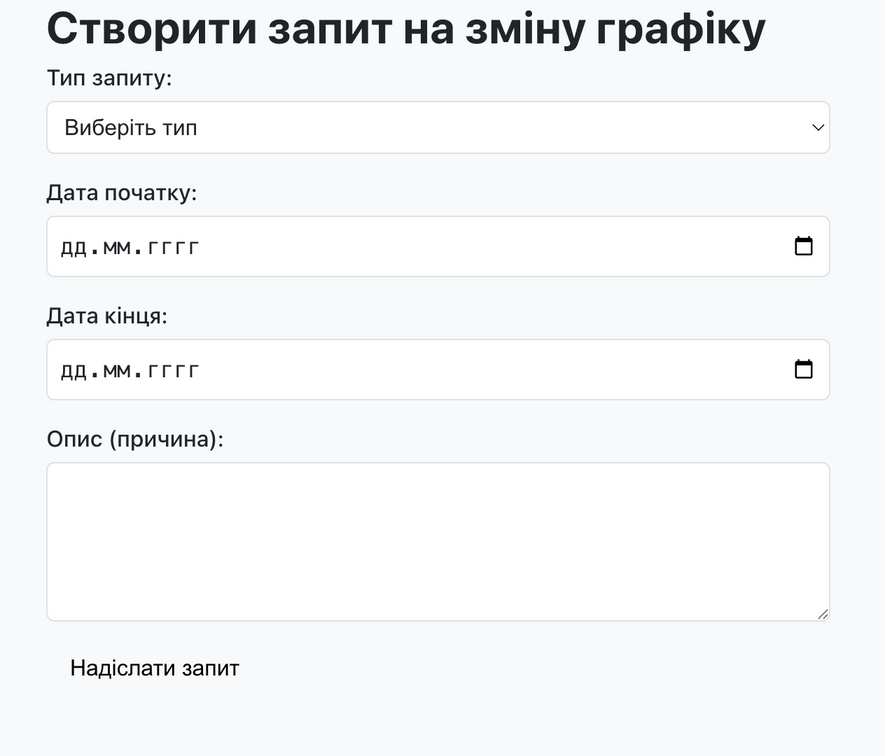 Створити запит на зміну графіку
Тип запиту:
Виберіть тип
Дата початку:
дд.мм.гггг
Дата кінця:
дд.мм.гггг
Опис (причина):
Надіслати запит